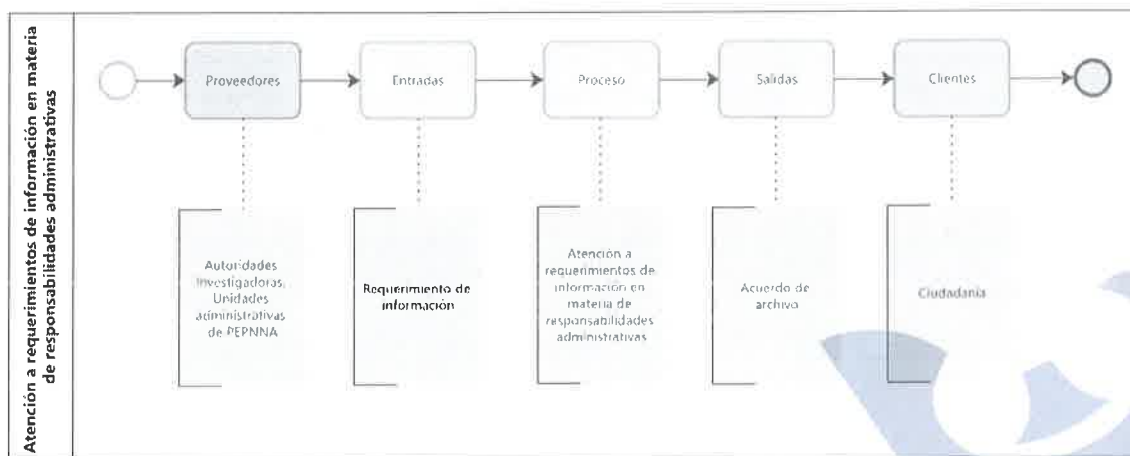 Atención a requerimientos de información en materia
de responsabilidades administrativas
Proveedores
Entradas
Proceso
Salidas
Clientes
Autoridades
Investigadoras,
Unidades
administrativas
de PEPNNA
Requerimiento de
información
Atención a
requerimientos de
información en
materia de
responsabilidades
administrativas
Acuerdo de
archivo
Ciudadanía